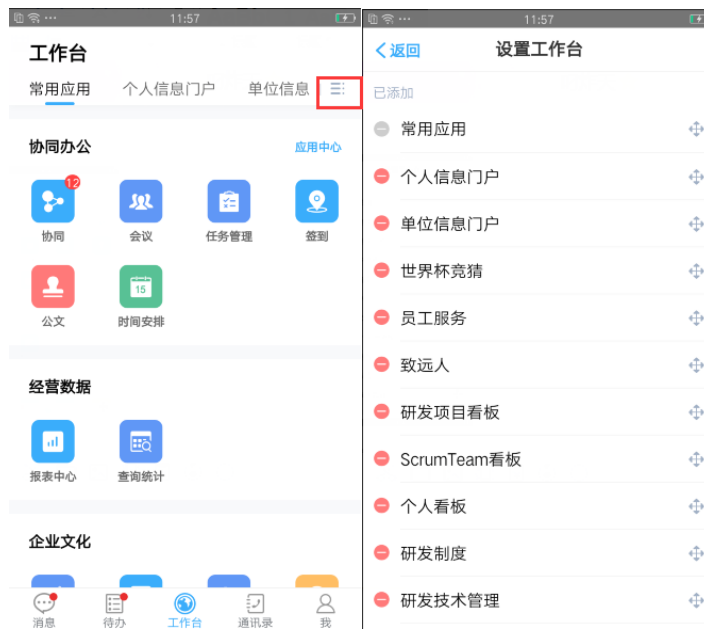 11:57
工作台
常用应用 个人信息门户 单位信息
协同办公 应用中心
12
协同 会议 任务管理 签到
15
公文 时间安排
经营数据
报表中心 查询统计
企业文化
消息 待办 工作台 通讯录 我
11:57
返回 设置工作台
已添加
常用应用
个人信息门户
单位信息门户
世界杯竞猜
员工服务
致远人
研发项目看板
ScrumTeam看板
个人看板
研发制度
研发技术管理